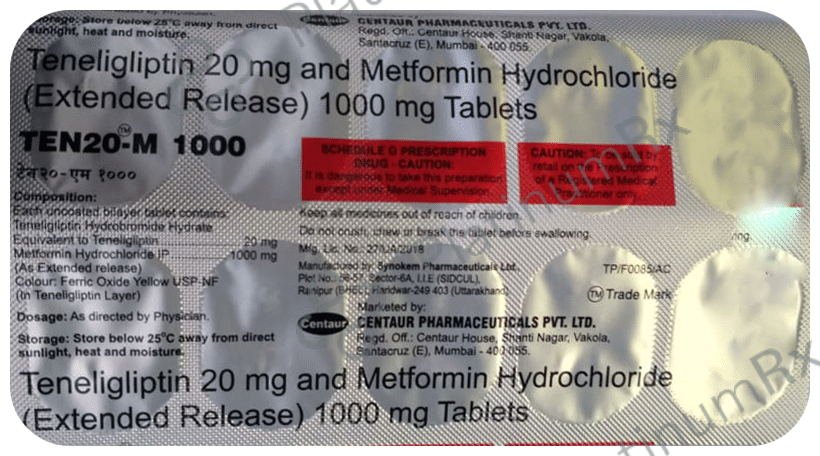 Storage: Store below 25°C away from direct
sunlight, heat and moisture.
Centaur
CENTAUR PHARMACEUTICALS PVT. LTD.
Regd. Off.: Centaur House, Shanti Nagar, Vakola,
Santacruz (E), Mumbai - 400 055.
Teneligliptin 20 mg and Metformin Hydrochloride
(Extended Release) 1000 mg Tablets
TEN20-M 1000
TM
टेन२०-एम १०००
SCHEDULE G PRESCRIPTION
DRUG - CAUTION:
It is dangerous to take this preparation
except under Medical Supervision.
CAUTION: To be sold by
retail on the Prescription
of a Registered Medical
Practitioner only.
Composition:
Each uncoated bilayer tablet contains:
Teneligliptin Hydrobromide Hydrate
Equivalent to Teneligliptin 20 mg
Metformin Hydrochloride IP 1000 mg
(As Extended release)
Colour: Ferric Oxide Yellow USP-NF
(In Teneligliptin Layer)
Dosage: As directed by Physician.
Storage: Store below 25°C away from direct
sunlight, heat and moisture.
Keep all medicines out of reach of children.
Do not crush, chew or break the tablet before swallowing.
Mfg. Lic. No.: 27/UA/2018
Manufactured by: Synokem Pharmaceuticals Ltd.,
Plot No.: 56-57, Sector-6A, I.I.E (SIDCUL),
Ranipur (BHEL), Haridwar-249 403 (Uttarakhand)
TP/F0085/AC
TM Trade Mark
Marketed by:
Centaur
CENTAUR PHARMACEUTICALS PVT. LTD.
Regd. Off.: Centaur House, Shanti Nagar, Vakola,
Santacruz (E), Mumbai - 400 055.
Teneligliptin 20 mg and Metformin Hydrochloride
(Extended Release) 1000 mg Tablets
PlatinumRx